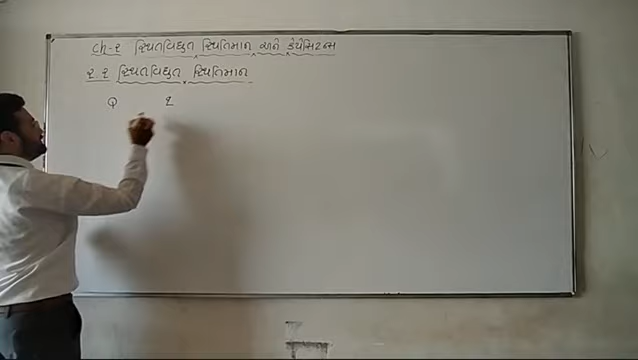 Ch-૨ સ્થિતવિદ્યુત સ્થિતિમાન અને કેપેસિટન્સ
૨.૨ સ્થિતવિદ્યુત સ્થિતિમાન
Q q